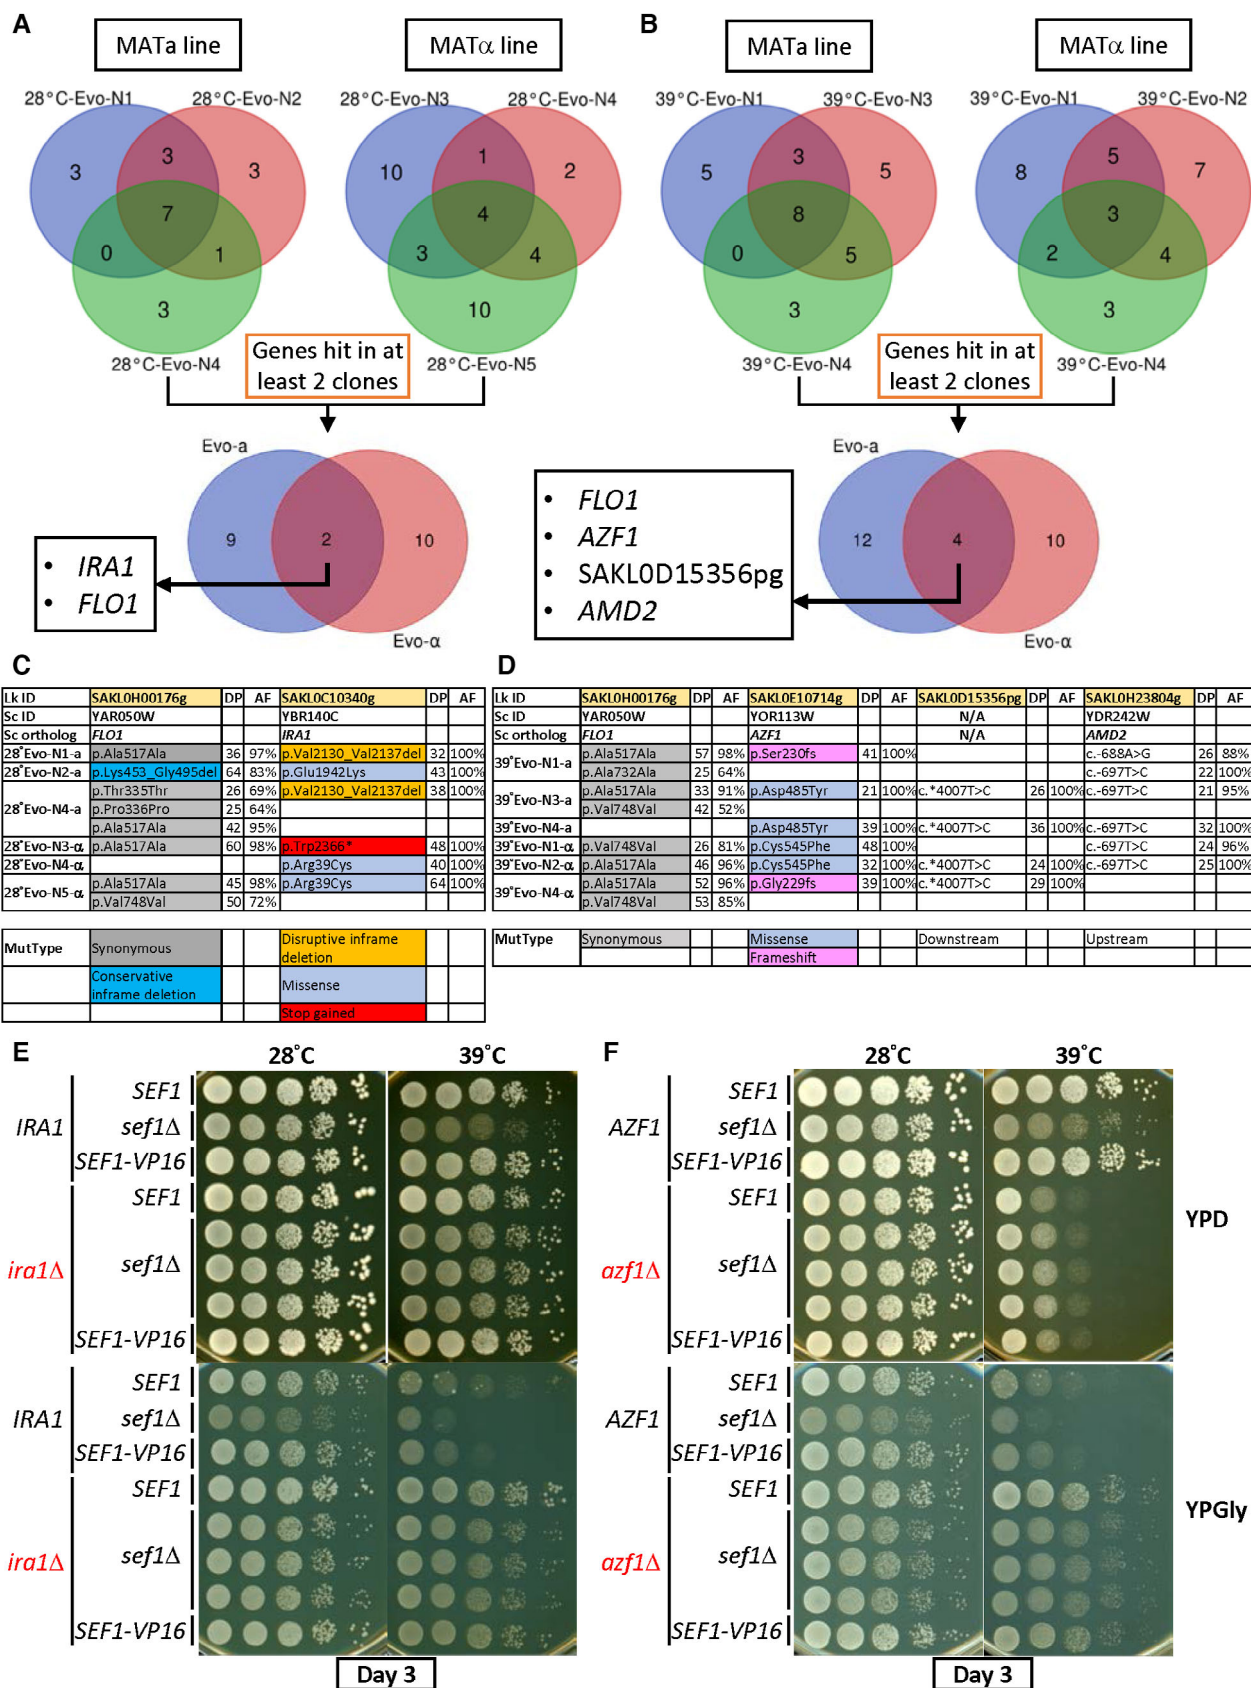 A
MATa line
MATα line
28°C-Evo-N1
28°C-Evo-N2
28°C-Evo-N3
28°C-Evo-N4
3
3
3
7
0
1
3
10
1
2
4
3
4
10
28°C-Evo-N4
28°C-Evo-N5
Genes hit in at
least 2 clones
Evo-a
9
2
10
Evo-α
• IRA1
• FLO1
B
MATa line
MATα line
39°C-Evo-N1
39°C-Evo-N3
39°C-Evo-N1
39°C-Evo-N2
5
3
5
8
0
5
3
8
5
7
3
2
4
3
39°C-Evo-N4
39°C-Evo-N4
Genes hit in at
least 2 clones
Evo-a
12
4
10
Evo-α
• FLO1
• AZF1
• SAKL0D15356pg
• AMD2
C
Lk ID SAKL0H00176g DP AF SAKL0C10340g DP AF
Sc ID YAR050W YBR140C
Sc ortholog FLO1 IRA1
28°Evo-N1-a p.Ala517Ala 36 97% p.Val2130_Val2137del 32 100%
28°Evo-N2-a p.Lys453_Gly495del 64 83% p.Glu1942Lys 43 100%
28°Evo-N4-a p.Thr335Thr 26 69% p.Val2130_Val2137del 38 100%
p.Pro336Pro 25 64%
p.Ala517Ala 42 95%
28°Evo-N3-α p.Ala517Ala 60 98% p.Trp2366* 48 100%
28°Evo-N4-α p.Arg39Cys 40 100%
28°Evo-N5-α p.Ala517Ala 45 98% p.Arg39Cys 64 100%
p.Val748Val 50 72%
MutType Synonymous Disruptive inframe deletion
Conservative inframe deletion Missense
Stop gained
D
Lk ID SAKL0H00176g DP AF SAKL0E10714g DP AF SAKL0D15356pg DP AF SAKL0H23804g DP AF
Sc ID YAR050W YOR113W N/A YDR242W
Sc ortholog FLO1 AZF1 N/A AMD2
39°Evo-N1-a p.Ala517Ala 57 98% p.Ser230fs 41 100% c.-688A>G 26 88%
p.Ala732Ala 25 64% c.-697T>C 22 100%
39°Evo-N3-a p.Ala517Ala 33 91% p.Asp485Tyr 21 100% c.*4007T>C 26 100% c.-697T>C 21 95%
p.Val748Val 42 52%
39°Evo-N4-a p.Asp485Tyr 39 100% c.*4007T>C 36 100% c.-697T>C 32 100%
39°Evo-N1-α p.Val748Val 26 81% p.Cys545Phe 48 100% c.-697T>C 24 96%
39°Evo-N2-α p.Ala517Ala 46 96% p.Cys545Phe 32 100% c.*4007T>C 24 100% c.-697T>C 25 100%
39°Evo-N4-α p.Ala517Ala 52 96% p.Gly229fs 39 100% c.*4007T>C 29 100%
p.Val748Val 53 85%
MutType Synonymous Missense Downstream Upstream
Frameshift
E
28°C 39°C
IRA1
SEF1
sef1Δ
SEF1-VP16
ira1Δ
SEF1
sef1Δ
SEF1-VP16
IRA1
SEF1
sef1Δ
SEF1-VP16
ira1Δ
SEF1
sef1Δ
SEF1-VP16
Day 3
F
28°C 39°C
AZF1
SEF1
sef1Δ
SEF1-VP16
azf1Δ
SEF1
sef1Δ
SEF1-VP16
YPD
AZF1
SEF1
sef1Δ
SEF1-VP16
azf1Δ
SEF1
sef1Δ
SEF1-VP16
YPGly
Day 3